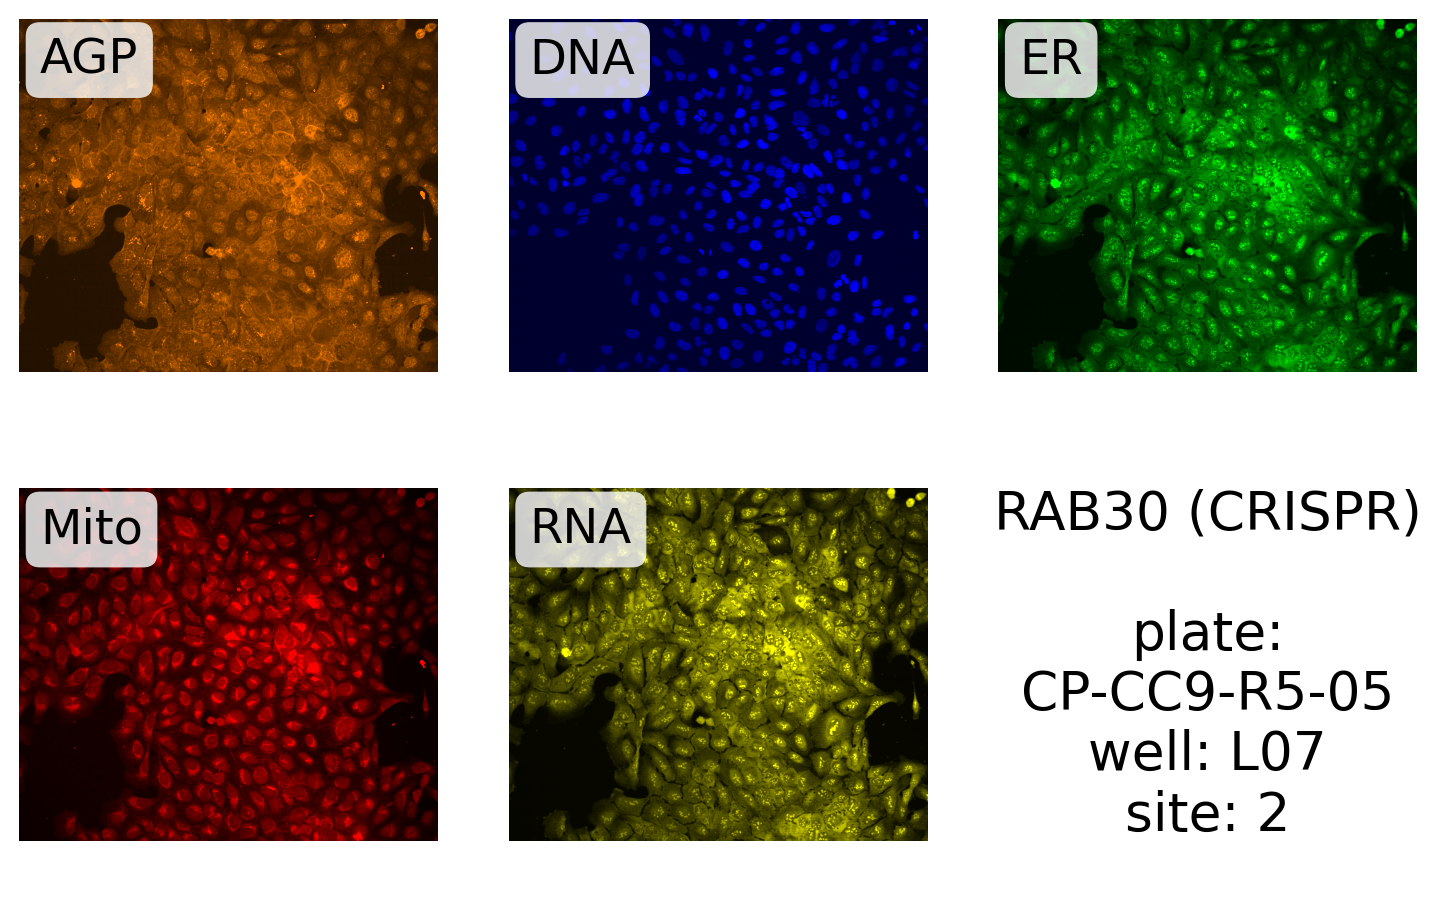 AGP
DNA
ER
Mito
RNA
RAB30 (CRISPR)
plate:
CP-CC9-R5-05
well: L07
site: 2